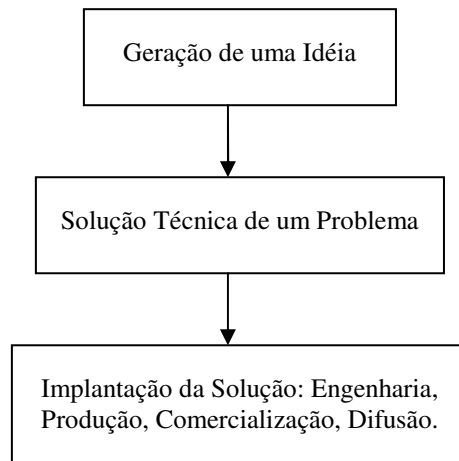 Geração de uma Idéia
Solução Técnica de um Problema
Implantação da Solução: Engenharia,
Produção, Comercialização, Difusão.